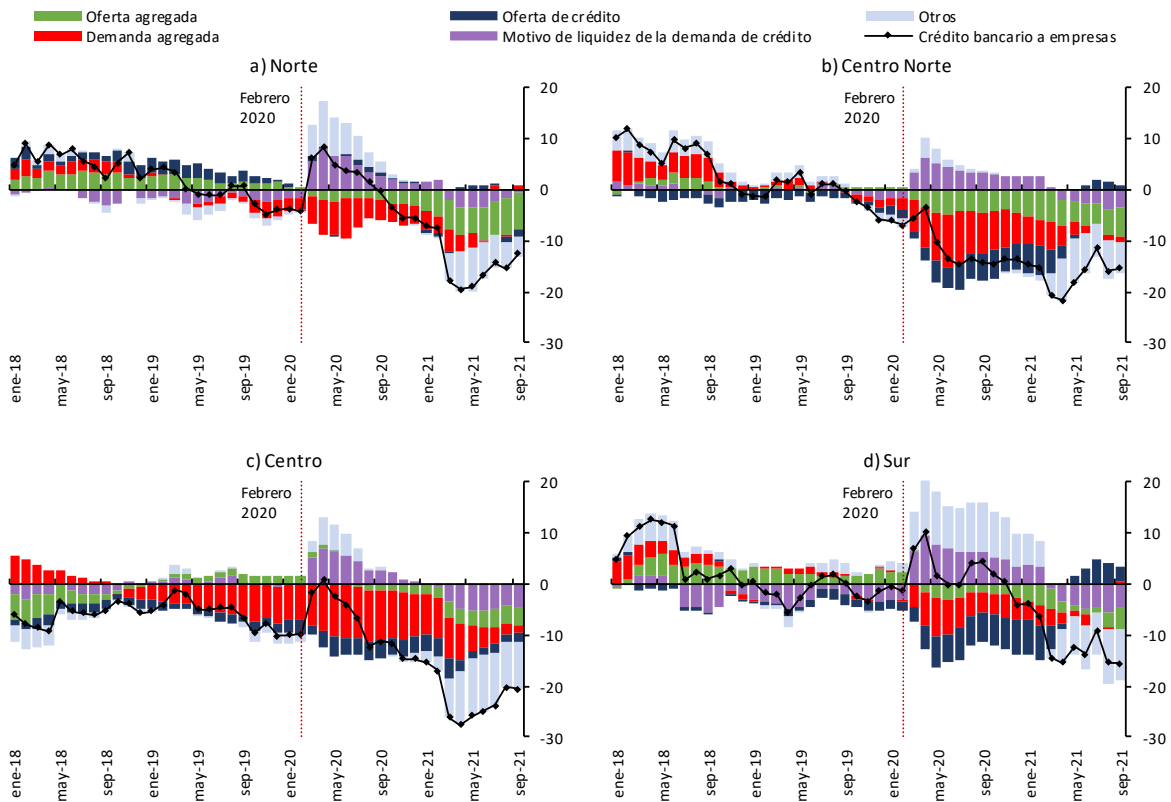 Oferta agregada
Oferta de crédito
Otros
Demanda agregada
Motivo de liquidez de la demanda de crédito
Crédito bancario a empresas
a) Norte
Febrero
2020
20
10
0
-10
-20
-30
ene-18
may-18
sep-18
ene-19
may-19
sep-19
ene-20
may-20
sep-20
ene-21
may-21
sep-21
b) Centro Norte
Febrero
2020
20
10
0
-10
-20
-30
ene-18
may-18
sep-18
ene-19
may-19
sep-19
ene-20
may-20
sep-20
ene-21
may-21
sep-21
c) Centro
Febrero
2020
20
10
0
-10
-20
-30
ene-18
may-18
sep-18
ene-19
may-19
sep-19
ene-20
may-20
sep-20
ene-21
may-21
sep-21
d) Sur
Febrero
2020
20
10
0
-10
-20
-30
ene-18
may-18
sep-18
ene-19
may-19
sep-19
ene-20
may-20
sep-20
ene-21
may-21
sep-21